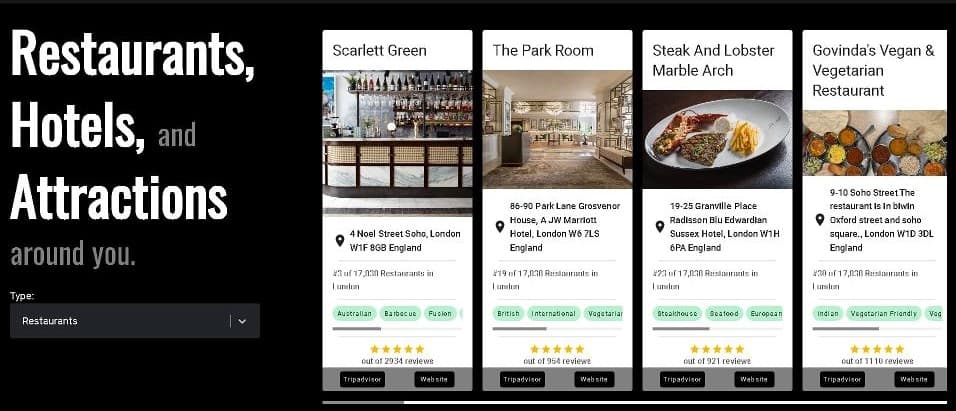 Restaurants,
Hotels, and
Attractions
around you.
Type:
Restaurants
Scarlett Green
4 Noel Street Soho, London
W1F 8GB England
#3 of 17,030 Restaurants in
London
Australian Barbecue Fusion
out of 2934 reviews
Tripadvisor Website
The Park Room
86-90 Park Lane Grosvenor
House, A JW Marriott
Hotel, London W6 7LS
England
#19 of 17,030 Restaurants in
London
British International Vegetarian
out of 954 reviews
Tripadvisor Website
Steak And Lobster
Marble Arch
19-25 Granville Place
Radisson Blu Edwardian
Sussex Hotel, London W1H
6PA England
#23 of 17,030 Restaurants in
London
Steakhouse Seafood European
out of 921 reviews
Tripadvisor Website
Govinda's Vegan &
Vegetarian
Restaurant
9-10 Soho Street The
restaurant is in biwin
Oxford street and soho
square., London W1D 3DL
England
#30 of 17,030 Restaurants in
London
Indian Vegetarian Friendly Veg
out of 1110 reviews
Tripadvisor Website